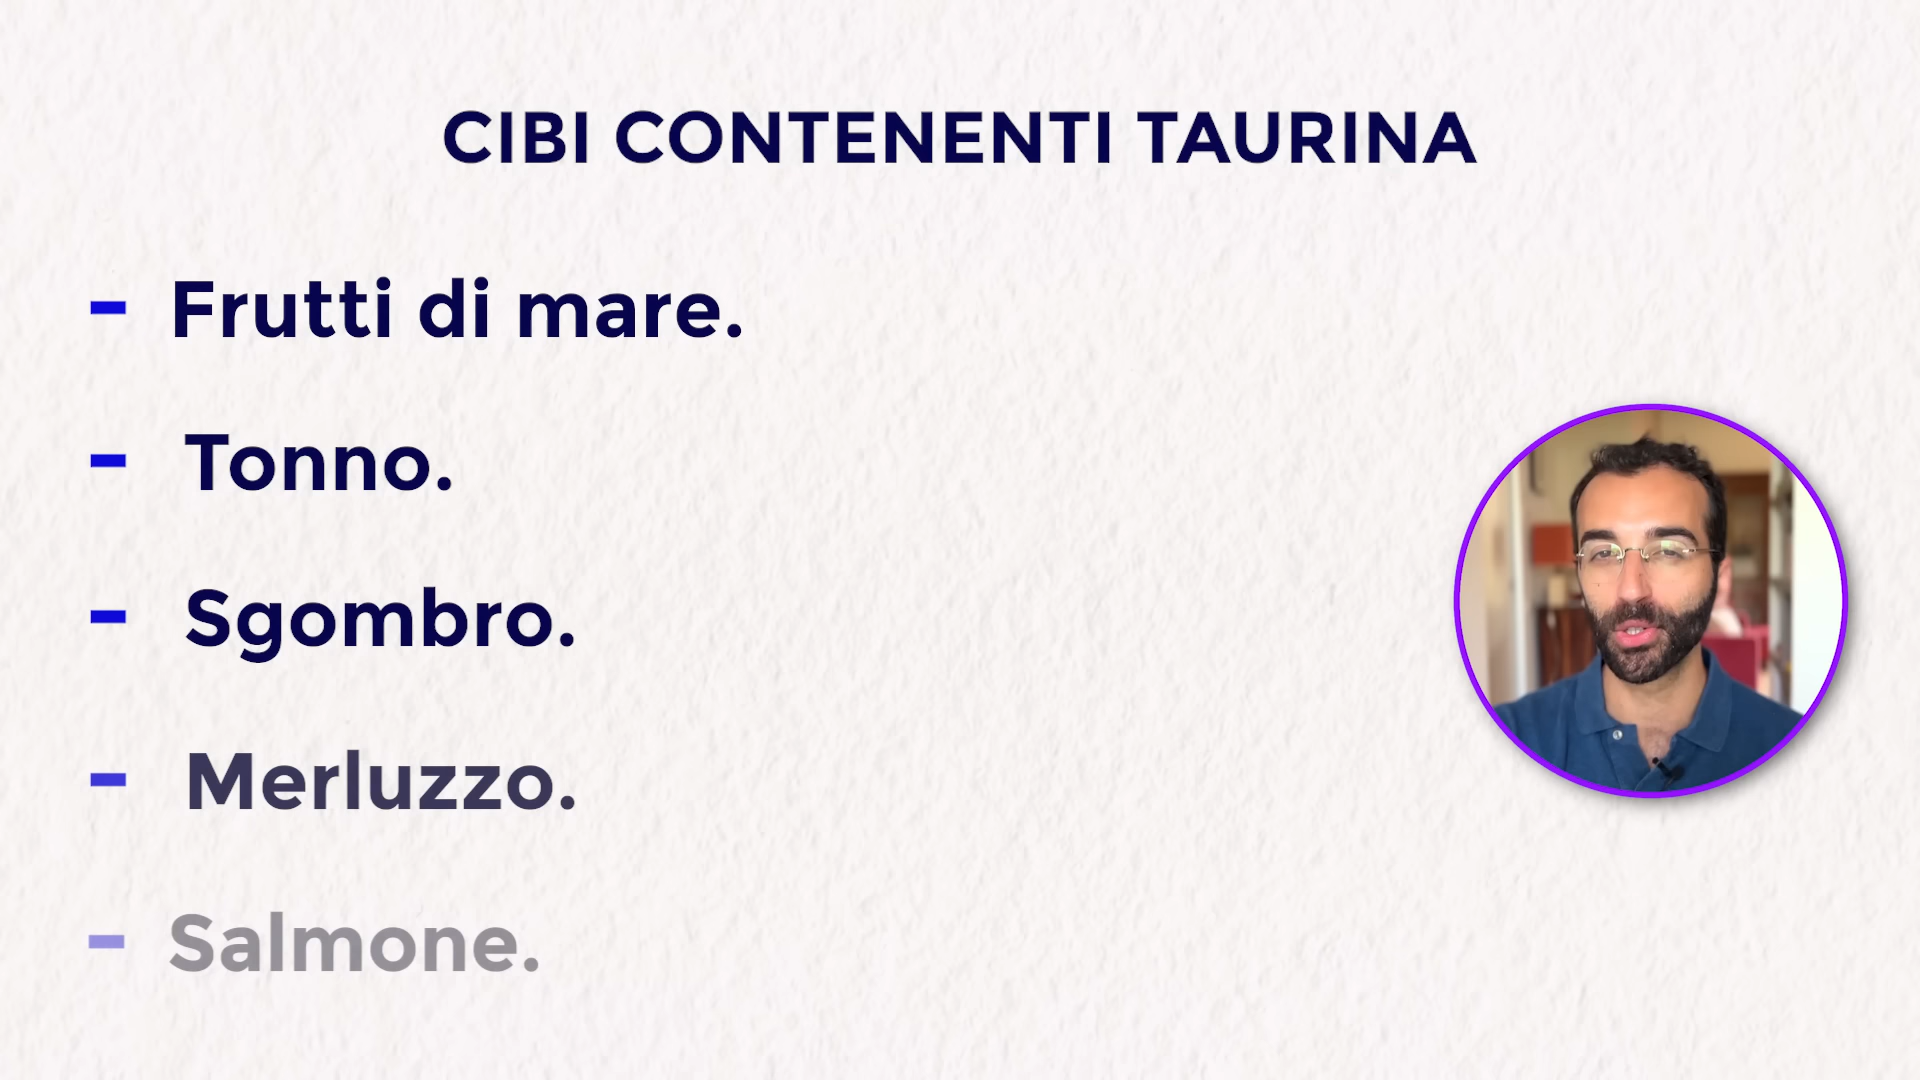 CIBI CONTENENTI TAURINA
- Frutti di mare.
- Tonno.
- Sgombro.
- Merluzzo.
- Salmone.